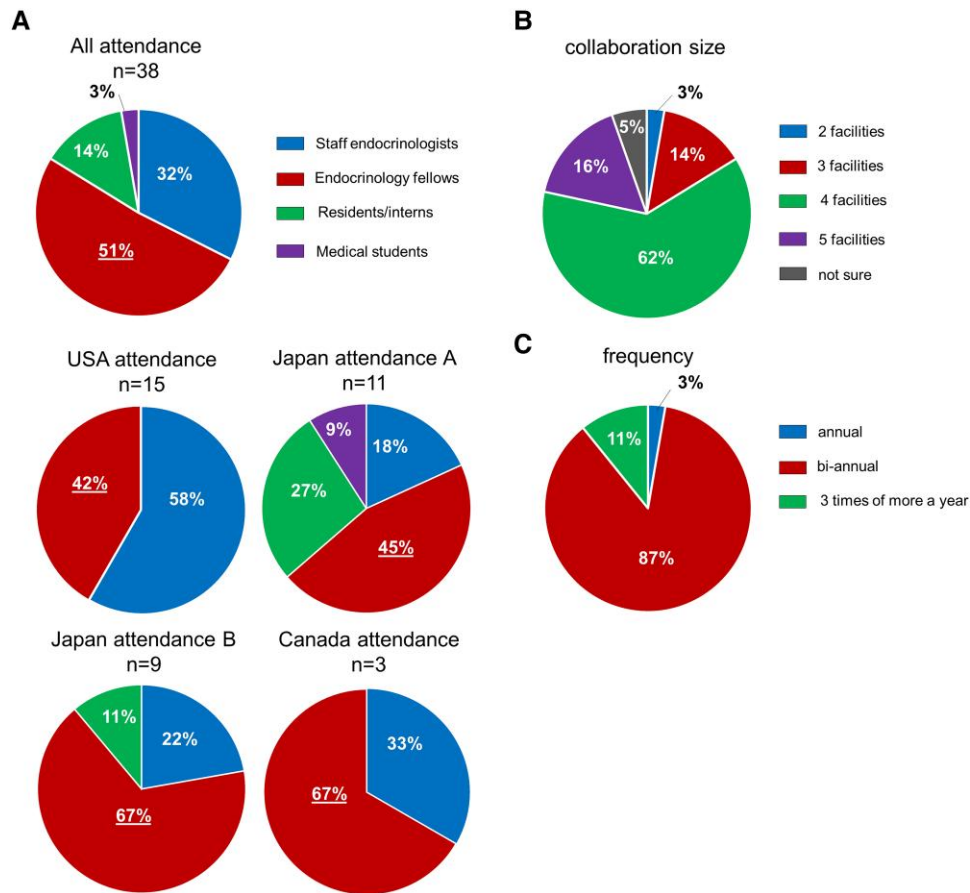 A
All attendance
n=38
3%
14%
32%
51%
Staff endocrinologists
Endocrinology fellows
Residents/interns
Medical students
B
collaboration size
3%
5%
14%
16%
62%
2 facilities
3 facilities
4 facilities
5 facilities
not sure
USA attendance
n=15
42%
58%
Japan attendance A
n=11
9%
18%
27%
45%
C
frequency
3%
11%
87%
annual
bi-annual
3 times of more a year
Japan attendance B
n=9
11%
22%
67%
Canada attendance
n=3
33%
67%